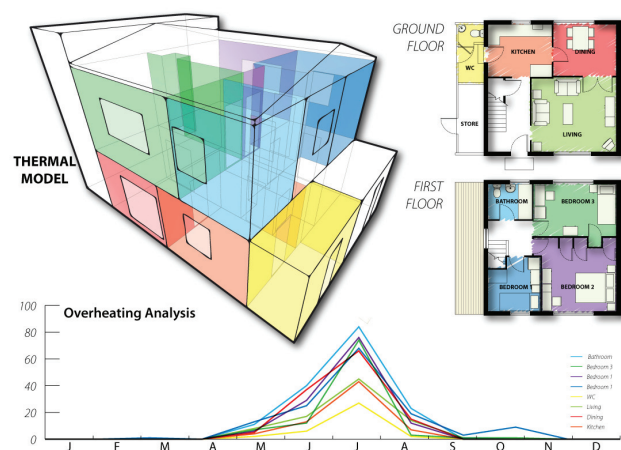 THERMAL
MODEL
GROUND
FLOOR
WC
KITCHEN
DINING
STORE
LIVING
FIRST
FLOOR
BATHROOM
BEDROOM 3
BEDROOM 1
BEDROOM 2
Overheating Analysis
100
80
60
40
20
0
J F M A M J J A S O N D
Bathroom
Bedroom 3
Bedroom 1
Bedroom 1
WC
Living
Dining
Kitchen